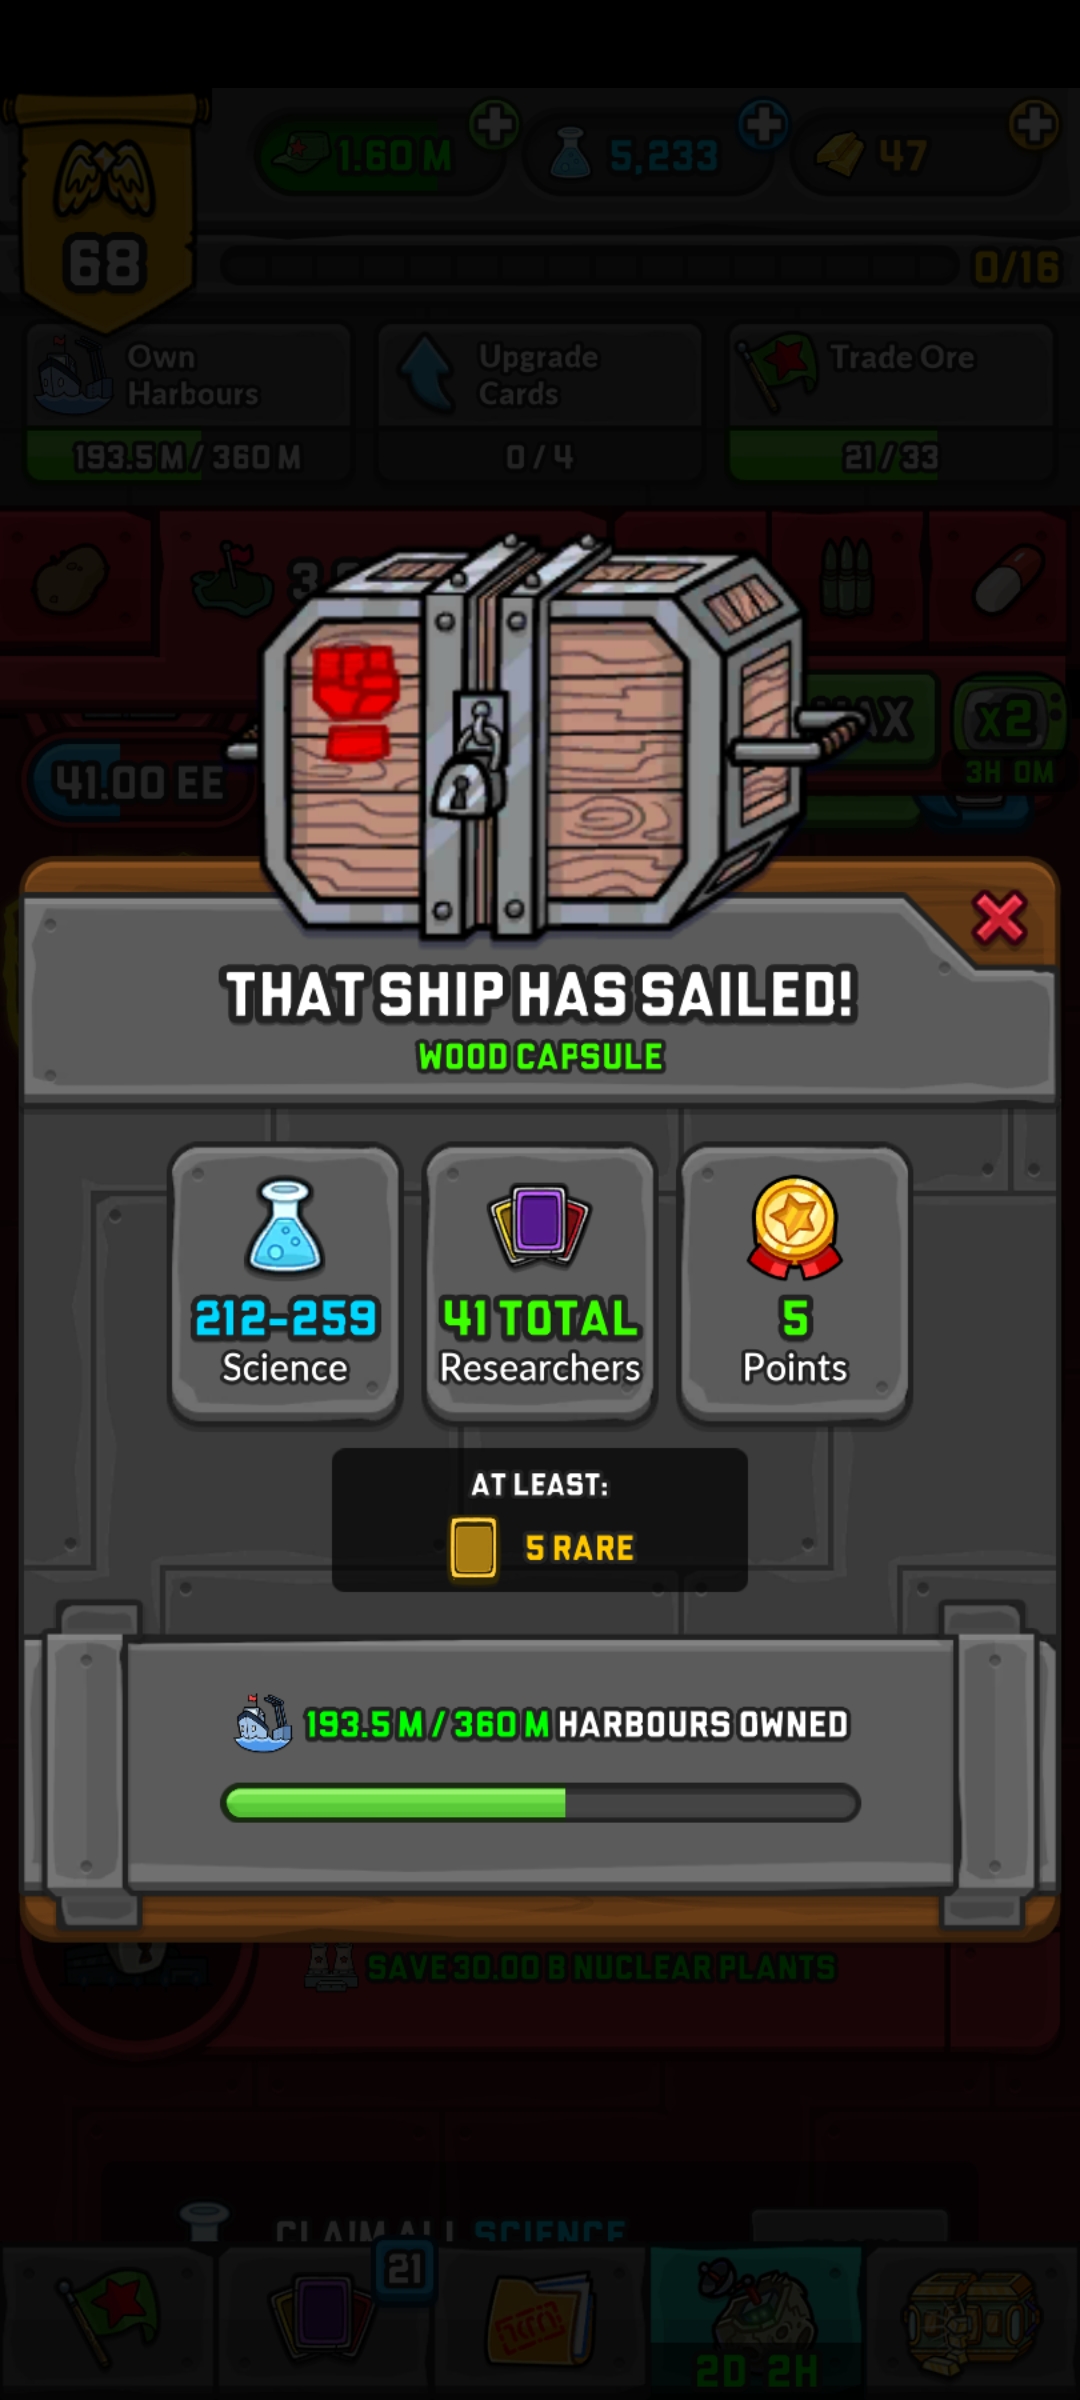 1.60 M
5,233
47
68
0/16
Own
Harbours
193.5 M / 360 M
Upgrade
Cards
0 / 4
Trade Ore
21 / 33
41.00 EE
x2
3H 0M
THAT SHIP HAS SAILED!
WOOD CAPSULE
212-259
Science
41 TOTAL
Researchers
5
Points
AT LEAST:
5 RARE
193.5 M / 360 M HARBOURS OWNED
SAVE 30.00 B NUCLEAR PLANTS
CLAIM ALL SCIENCE
21
2D 2H